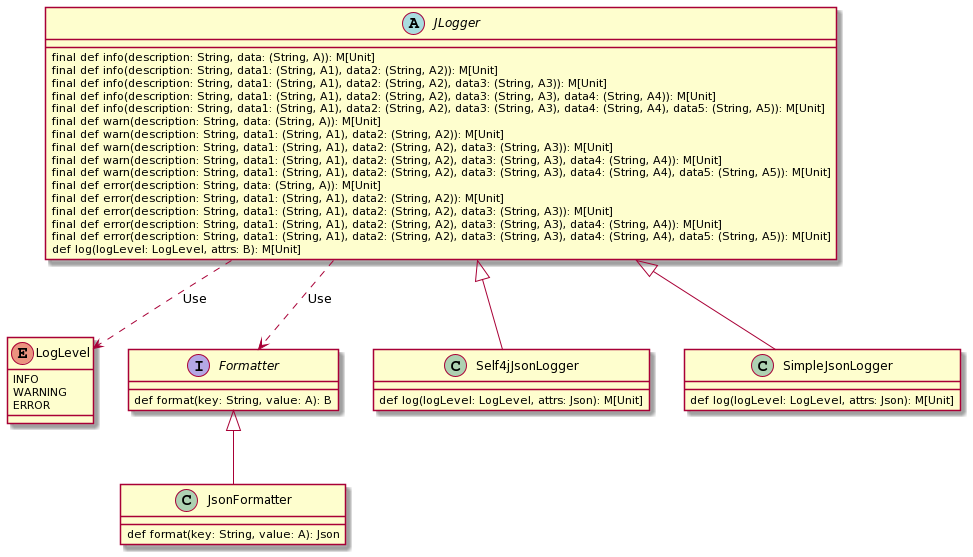 A JLogger
final def info(description: String, data: (String, A)): M[Unit]
final def info(description: String, data1: (String, A1), data2: (String, A2)): M[Unit]
final def info(description: String, data1: (String, A1), data2: (String, A2), data3: (String, A3)): M[Unit]
final def info(description: String, data1: (String, A1), data2: (String, A2), data3: (String, A3), data4: (String, A4)): M[Unit]
final def info(description: String, data1: (String, A1), data2: (String, A2), data3: (String, A3), data4: (String, A4), data5: (String, A5)): M[Unit]
final def warn(description: String, data: (String, A)): M[Unit]
final def warn(description: String, data1: (String, A1), data2: (String, A2)): M[Unit]
final def warn(description: String, data1: (String, A1), data2: (String, A2), data3: (String, A3)): M[Unit]
final def warn(description: String, data1: (String, A1), data2: (String, A2), data3: (String, A3), data4: (String, A4)): M[Unit]
final def warn(description: String, data1: (String, A1), data2: (String, A2), data3: (String, A3), data4: (String, A4), data5: (String, A5)): M[Unit]
final def error(description: String, data: (String, A)): M[Unit]
final def error(description: String, data1: (String, A1), data2: (String, A2)): M[Unit]
final def error(description: String, data1: (String, A1), data2: (String, A2), data3: (String, A3)): M[Unit]
final def error(description: String, data1: (String, A1), data2: (String, A2), data3: (String, A3), data4: (String, A4)): M[Unit]
final def error(description: String, data1: (String, A1), data2: (String, A2), data3: (String, A3), data4: (String, A4), data5: (String, A5)): M[Unit]
def log(logLevel: LogLevel, attrs: B): M[Unit]
Use
Use
E LogLevel
INFO
WARNING
ERROR
I Formatter
def format(key: String, value: A): B
C Self4jJsonLogger
def log(logLevel: LogLevel, attrs: Json): M[Unit]
C SimpleJsonLogger
def log(logLevel: LogLevel, attrs: Json): M[Unit]
C JsonFormatter
def format(key: String, value: A): Json